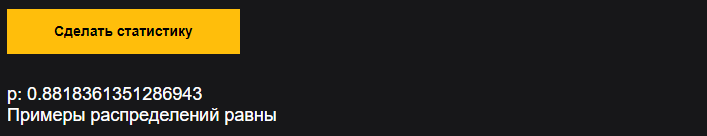 Сделать статистику
p: 0.8818361351286943
Примеры распределений равны